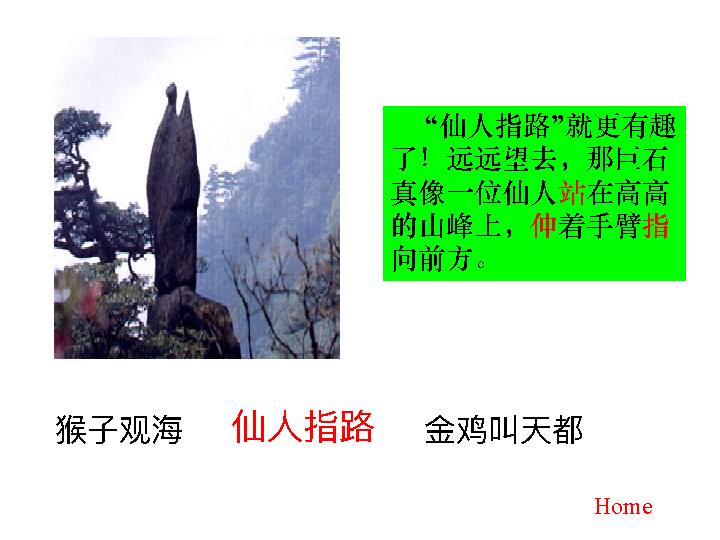 “仙人指路”就更有趣
了！远远望去，那巨石
真像一位仙人站在高高
的山峰上，伸着手臂指
向前方。
猴子观海 仙人指路 金鸡叫天都
Home